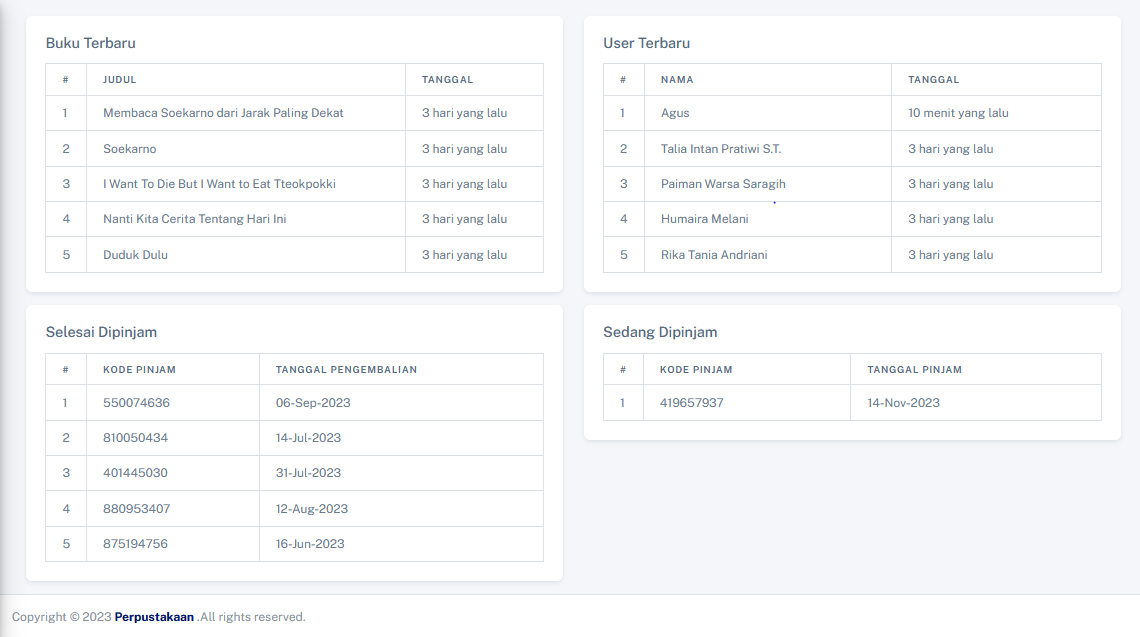 Buku Terbaru
# JUDUL TANGGAL
1 Membaca Soekarno dari Jarak Paling Dekat 3 hari yang lalu
2 Soekarno 3 hari yang lalu
3 I Want To Die But I Want to Eat Tteokpokki 3 hari yang lalu
4 Nanti Kita Cerita Tentang Hari Ini 3 hari yang lalu
5 Duduk Dulu 3 hari yang lalu
User Terbaru
# NAMA TANGGAL
1 Agus 10 menit yang lalu
2 Talia Intan Pratiwi S.T. 3 hari yang lalu
3 Paiman Warsa Saragih 3 hari yang lalu
4 Humaira Melani 3 hari yang lalu
5 Rika Tania Andriani 3 hari yang lalu
Selesai Dipinjam
# KODE PINJAM TANGGAL PENGEMBALIAN
1 550074636 06-Sep-2023
2 810050434 14-Jul-2023
3 401445030 31-Jul-2023
4 880953407 12-Aug-2023
5 875194756 16-Jun-2023
Sedang Dipinjam
# KODE PINJAM TANGGAL PINJAM
1 419657937 14-Nov-2023
Copyright © 2023 Perpustakaan .All rights reserved.